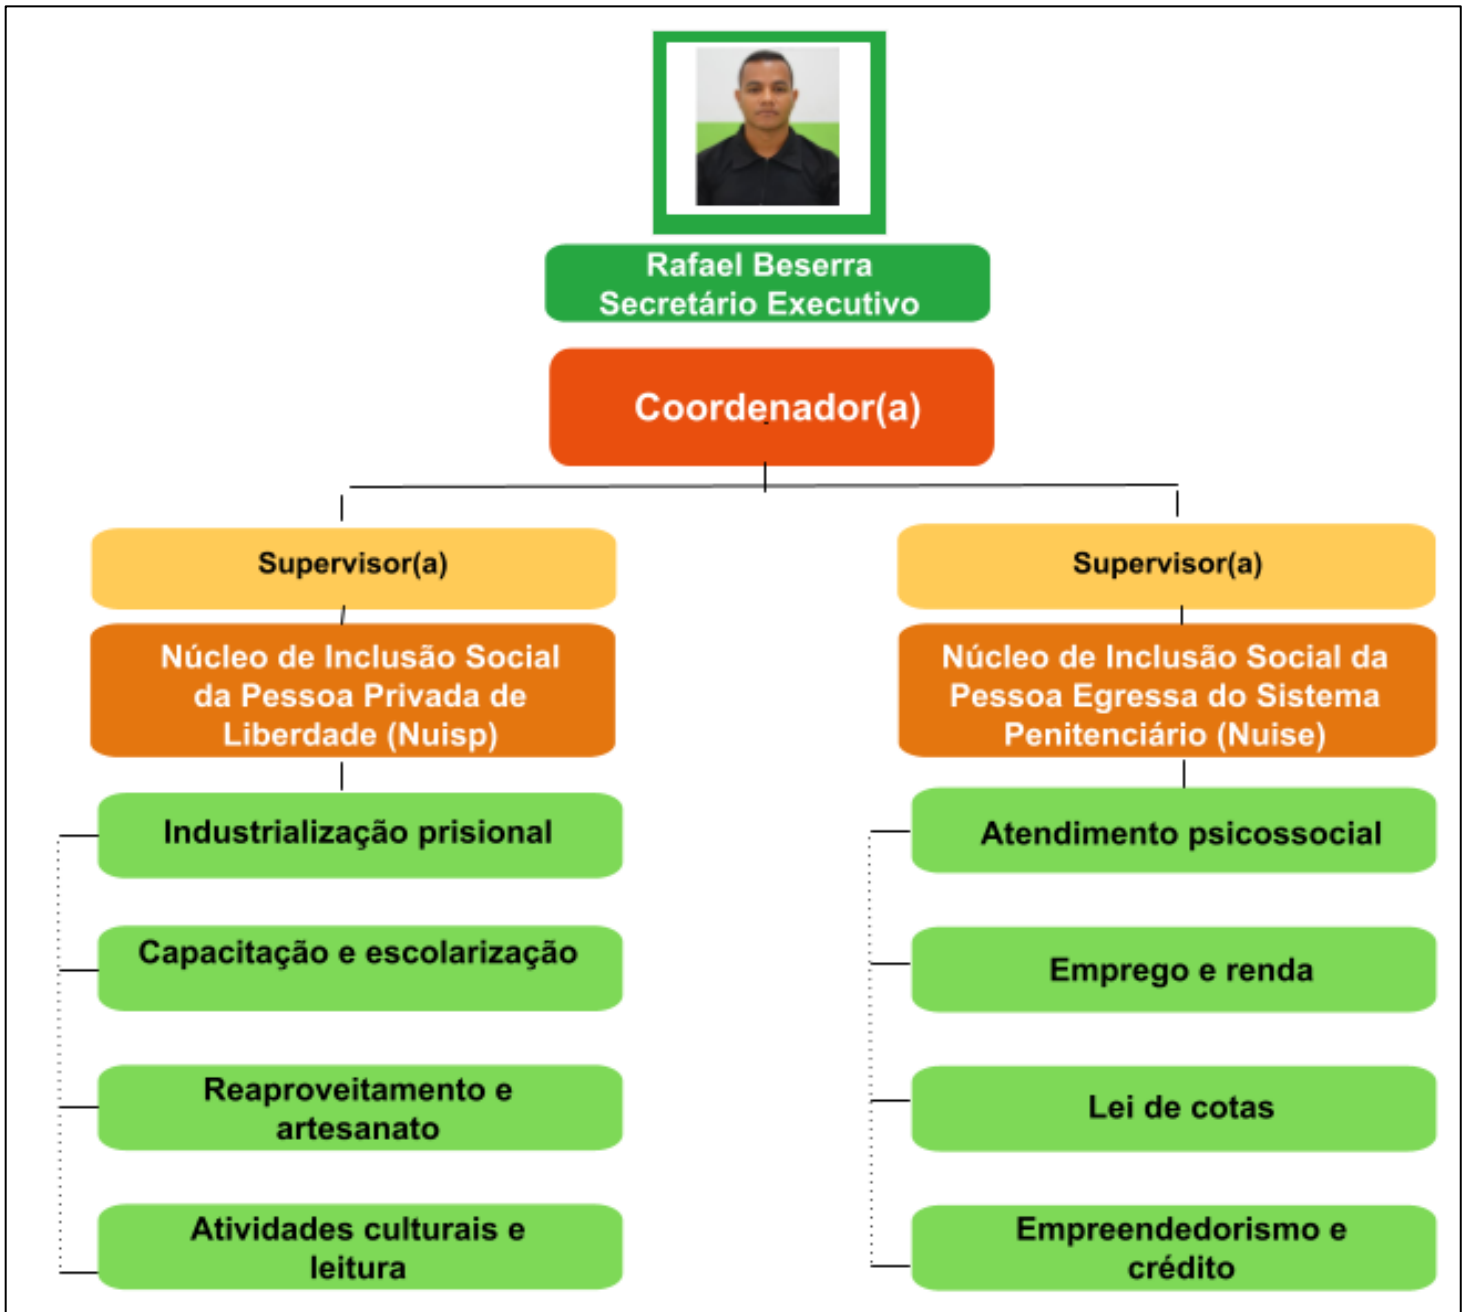 Rafael Beserra
Secretário Executivo
Coordenador(a)
Supervisor(a)
Núcleo de Inclusão Social
da Pessoa Privada de
Liberdade (Nuisp)
Industrialização prisional
Capacitação e escolarização
Reaproveitamento e
artesanato
Atividades culturais e
leitura
Supervisor(a)
Núcleo de Inclusão Social da
Pessoa Egressa do Sistema
Penitenciário (Nuise)
Atendimento psicossocial
Emprego e renda
Lei de cotas
Empreendedorismo e
crédito